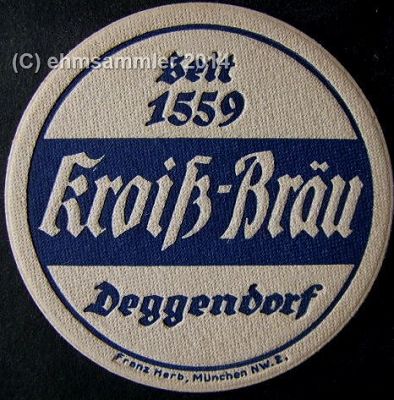 (C) ehmsammler 2014
Seit
1559
Kroiß-Bräu
Deggendorf
Franz Herb, München NW. 2.